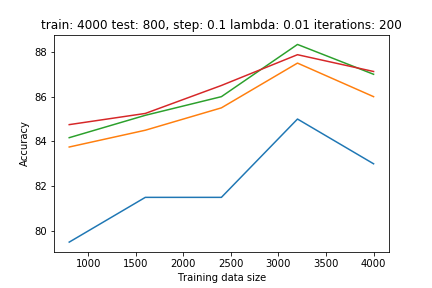 train: 4000 test: 800, step: 0.1 lambda: 0.01 iterations: 200
88
86
84
82
80
Accuracy
1000 1500 2000 2500 3000 3500 4000
Training data size